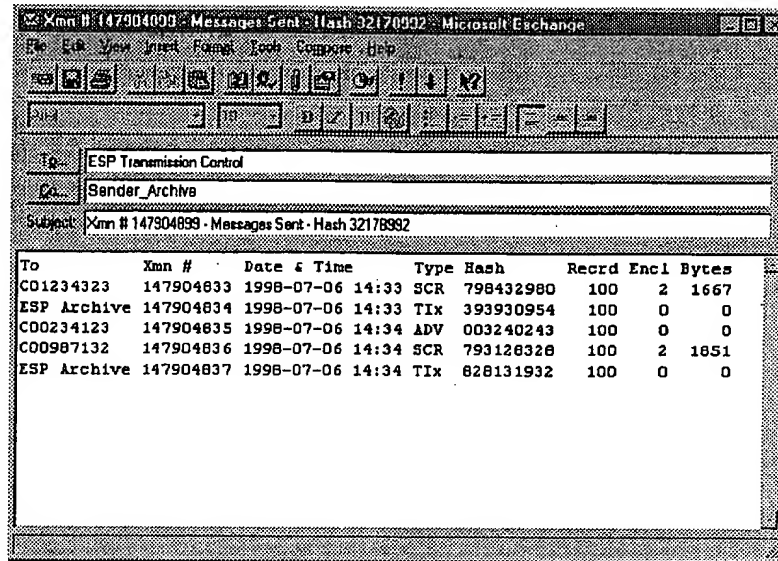 Xmn # 147904899 - Messages Sent - Hash 32178992 - Microsoft Exchange
File Edit View Insert Format Tools Compose Help
To... ESP Transmission Control
Cc... Sender_Archive
Subject: Xmn # 147904899 - Messages Sent - Hash 32178992
To Xmn # Date & Time Type Hash Recrd Encl Bytes
C01234323 147904833 1998-07-06 14:33 SCR 798432980 100 2 1667
ESP Archive 147904834 1998-07-06 14:33 TIx 393930954 100 0 0
C00234123 147904835 1998-07-06 14:34 ADV 003240243 100 0 0
C00987132 147904836 1998-07-06 14:34 SCR 793128328 100 2 1851
ESP Archive 147904837 1998-07-06 14:34 TIx 828131932 100 0 0